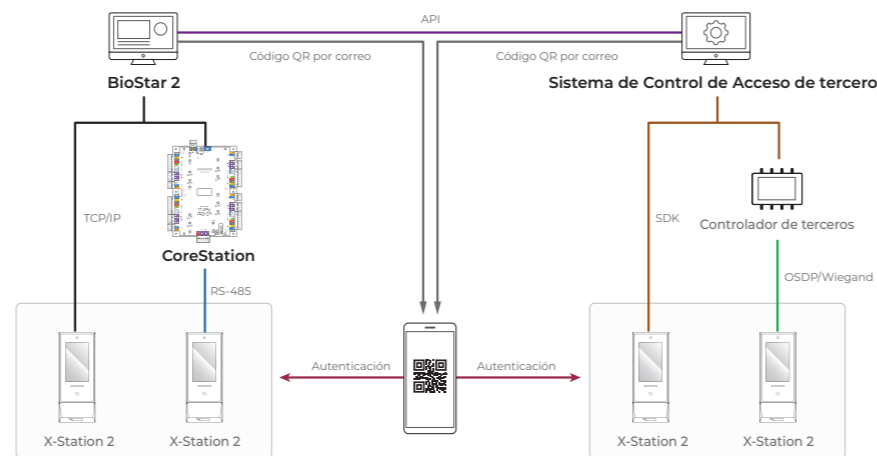 API
Código QR por correo
Código QR por correo
BioStar 2
Sistema de Control de Acceso de tercero
TCP/IP
SDK
Controlador de terceros
CoreStation
RS-485
OSDP/Wiegand
Autenticación
Autenticación
X-Station 2
X-Station 2
X-Station 2
X-Station 2